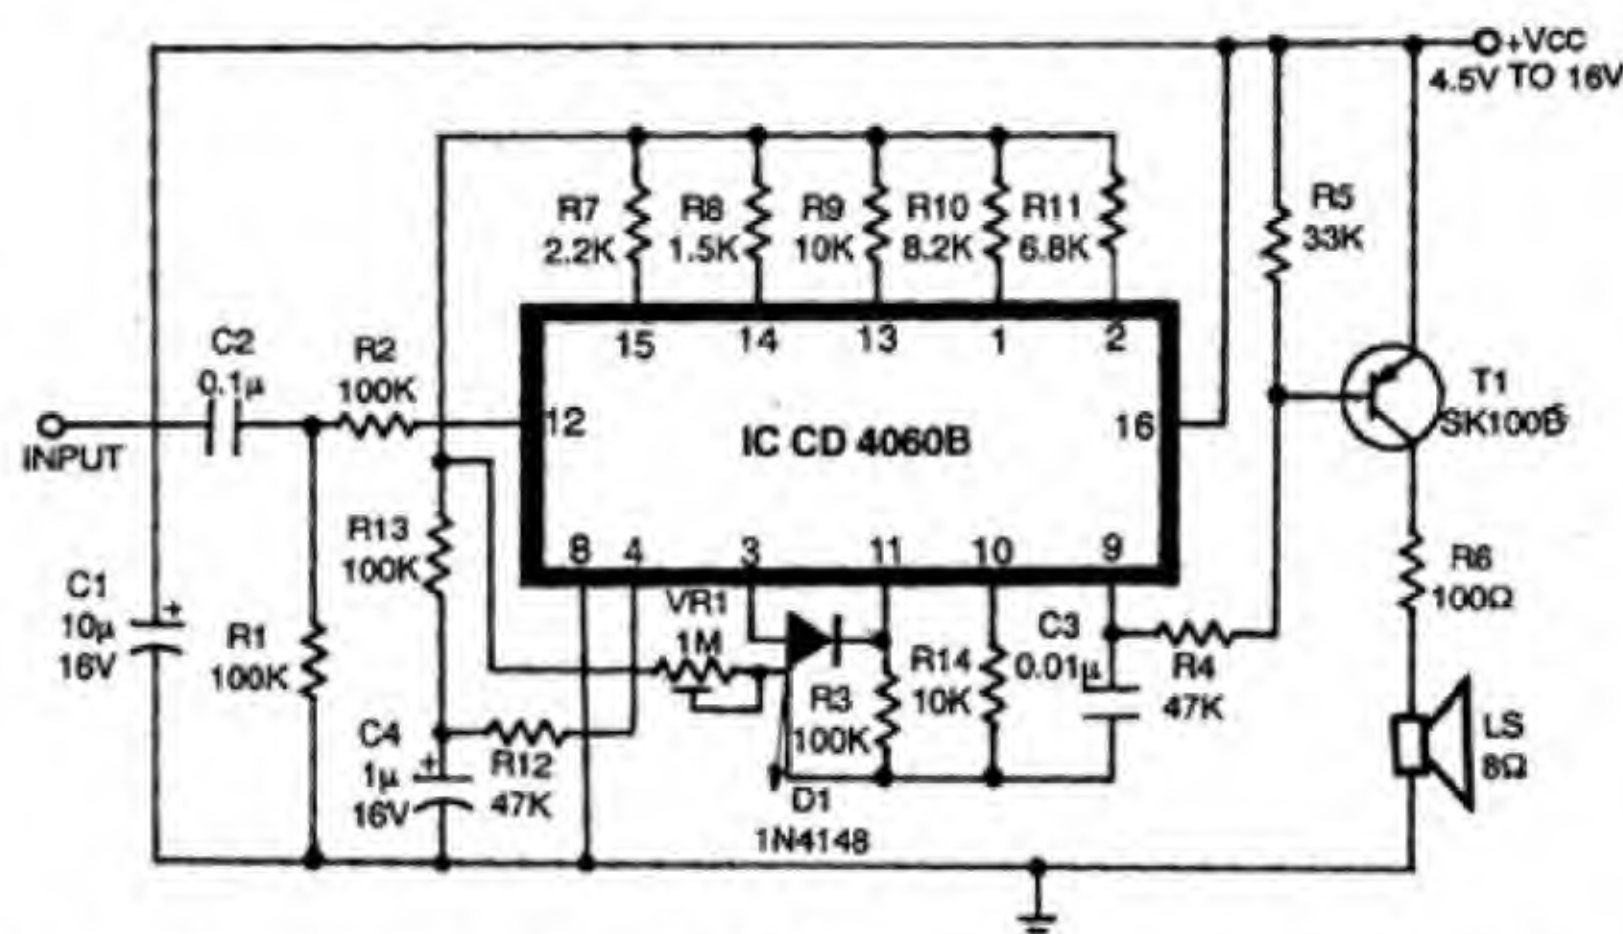 +Vcc
4.5V TO 16V
R7
2.2K
R8
1.5K
R9
10K
R10
8.2K
R11
6.8K
R5
33K
15
14
13
1
2
C2
0.1µ
R2
100K
INPUT
12
IC CD 4060B
16
T1
SK100B
R13
100K
8
4
3
11
10
9
C1
10µ
16V
+
R1
100K
VR1
1M
R3
100K
R14
10K
C3
0.01µ
R4
47K
R6
100Ω
C4
1µ
16V
+
R12
47K
D1
1N4148
LS
8Ω